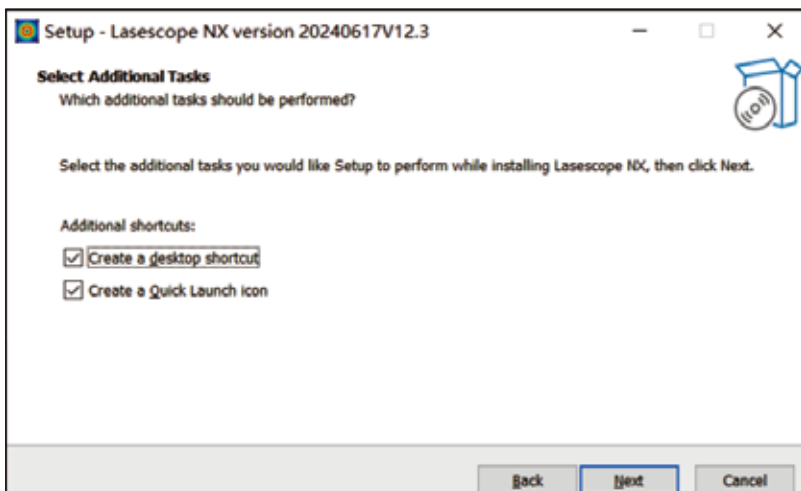 Setup - Lasescope NX version 20240617V12.3
Select Additional Tasks
Which additional tasks should be performed?
Select the additional tasks you would like Setup to perform while installing Lasescope NX, then click Next.
Additional shortcuts:
Create a desktop shortcut
Create a Quick Launch icon
Back Next Cancel